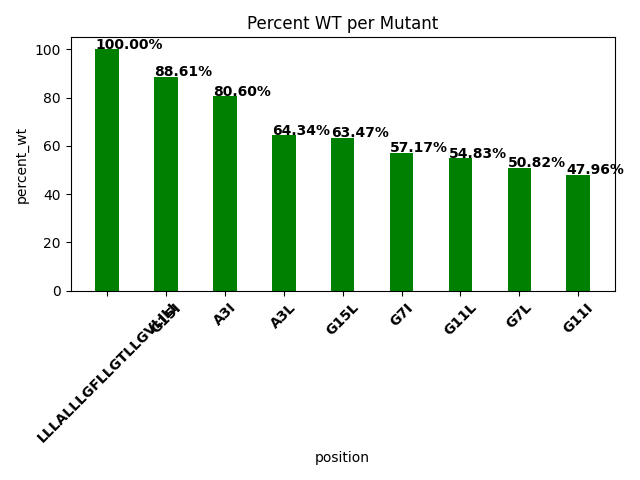 Percent WT per Mutant
percent_wt
100
80
60
40
20
0
100.00%
88.61%
80.60%
64.34%
63.47%
57.17%
54.83%
50.82%
47.96%
G15I
A3I
A3L
G15L
G7I
G11L
G7L
G11I
position